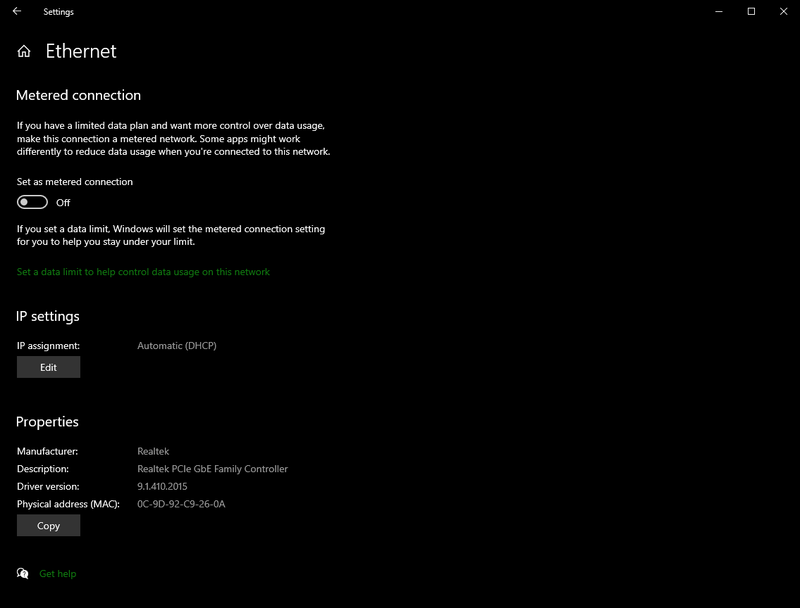 Settings
Ethernet
Metered connection
If you have a limited data plan and want more control over data usage,
make this connection a metered network. Some apps might work
differently to reduce data usage when you're connected to this network.
Set as metered connection
Off
If you set a data limit, Windows will set the metered connection setting
for you to help you stay under your limit.
Set a data limit to help control data usage on this network
IP settings
IP assignment: Automatic (DHCP)
Edit
Properties
Manufacturer: Realtek
Description: Realtek PCIe GbE Family Controller
Driver version: 9.1.410.2015
Physical address (MAC): 0C-9D-92-C9-26-0A
Copy
Get help